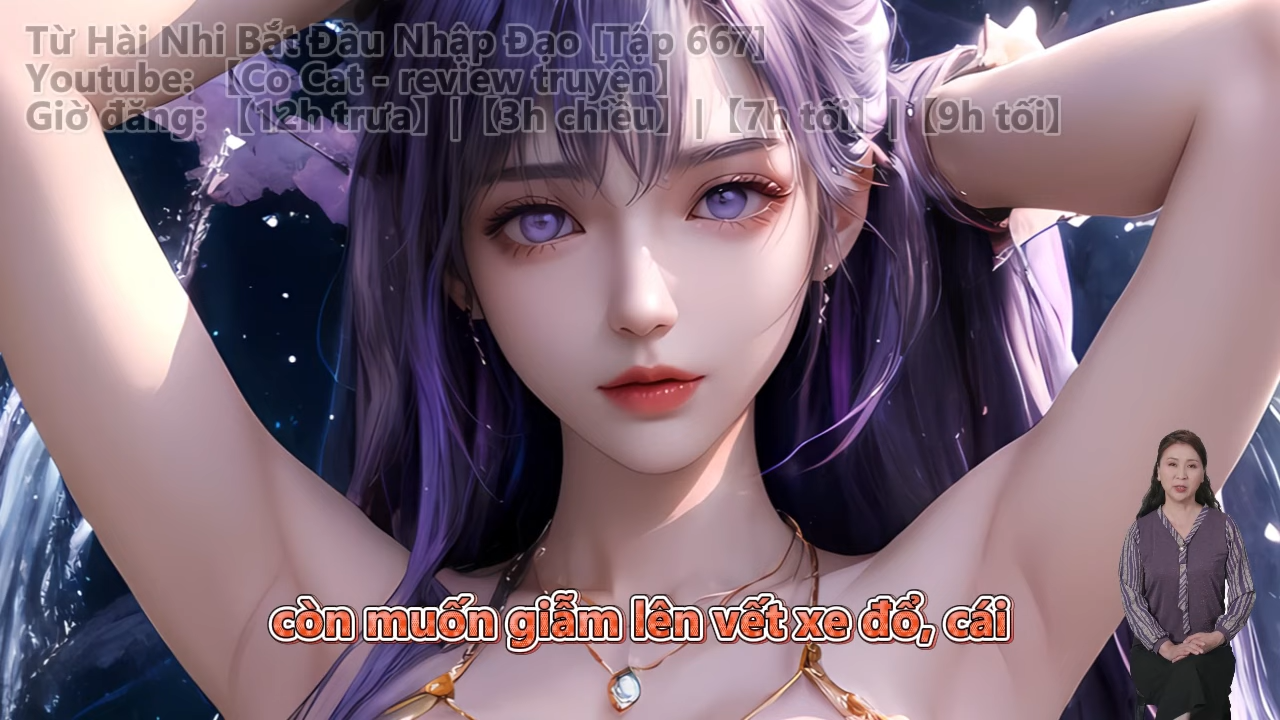 Từ Hài Nhi Bắt Đầu Nhập Đạo [Tập 667]
Youtube: 【Co Cat - review truyện】
Giờ đăng: 【12h trưa】 | 【3h chiều】 | 【7h tối】 | 【9h tối】
còn muốn giẫm lên vết xe đổ, cái